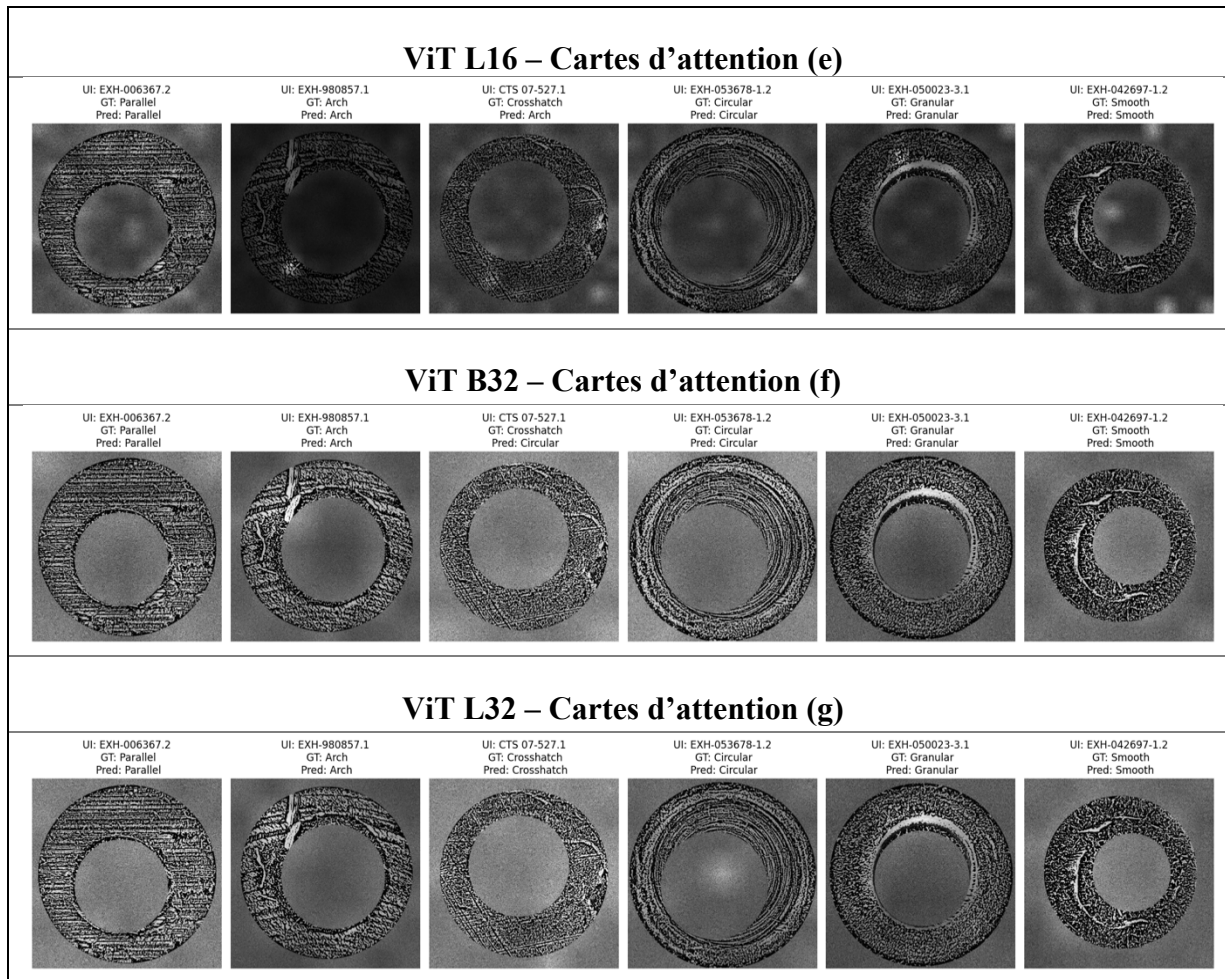 ViT L16 – Cartes d’attention (e)
UI: EXH-006367.2
GT: Parallel
Pred: Parallel
UI: EXH-980857.1
GT: Arch
Pred: Arch
UI: CTS 07-527.1
GT: Crosshatch
Pred: Arch
UI: EXH-053678-1.2
GT: Circular
Pred: Circular
UI: EXH-050023-3.1
GT: Granular
Pred: Granular
UI: EXH-042697-1.2
GT: Smooth
Pred: Smooth
ViT B32 – Cartes d’attention (f)
UI: EXH-006367.2
GT: Parallel
Pred: Parallel
UI: EXH-980857.1
GT: Arch
Pred: Arch
UI: CTS 07-527.1
GT: Crosshatch
Pred: Circular
UI: EXH-053678-1.2
GT: Circular
Pred: Circular
UI: EXH-050023-3.1
GT: Granular
Pred: Granular
UI: EXH-042697-1.2
GT: Smooth
Pred: Smooth
ViT L32 – Cartes d’attention (g)
UI: EXH-006367.2
GT: Parallel
Pred: Parallel
UI: EXH-980857.1
GT: Arch
Pred: Arch
UI: CTS 07-527.1
GT: Crosshatch
Pred: Crosshatch
UI: EXH-053678-1.2
GT: Circular
Pred: Circular
UI: EXH-050023-3.1
GT: Granular
Pred: Granular
UI: EXH-042697-1.2
GT: Smooth
Pred: Smooth